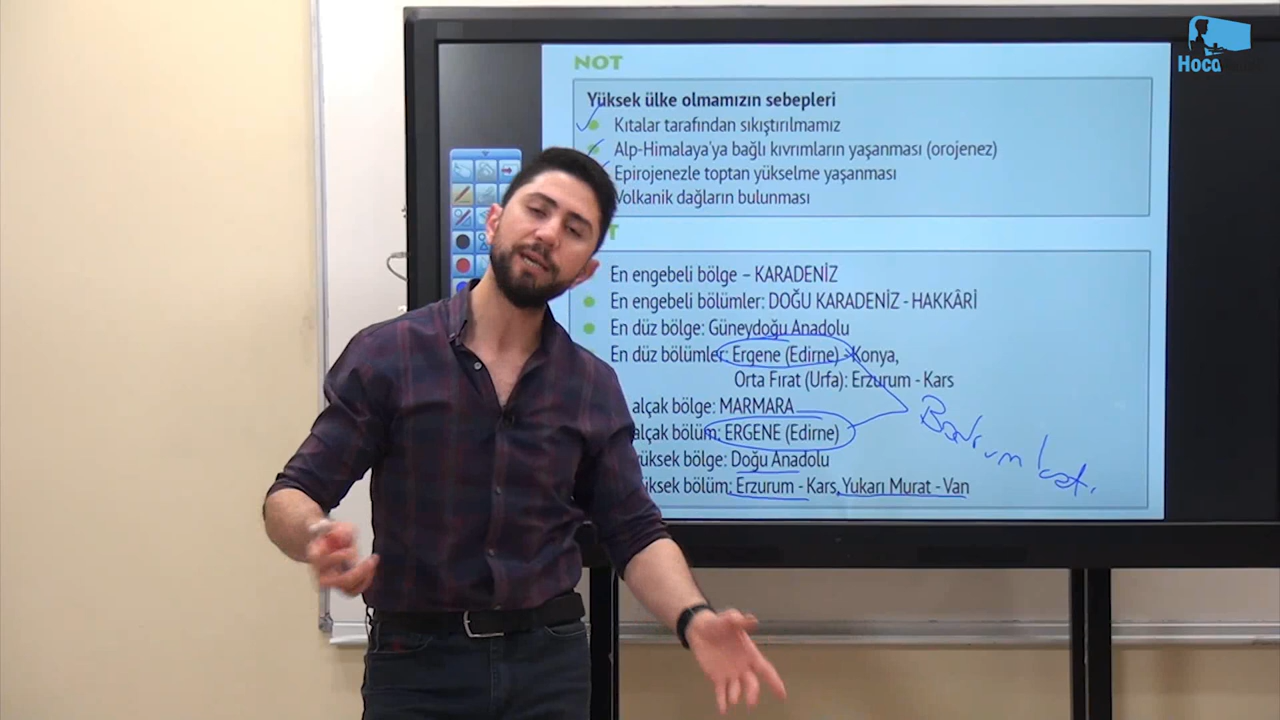 Hoca
NOT
Yüksek ülke olmamızın sebepleri
Kıtalar tarafından sıkıştırılmamız
Alp-Himalaya'ya bağlı kıvrımların yaşanması (orojenez)
Epirojenezle toptan yükselme yaşanması
Volkanik dağların bulunması
T
En engebeli bölge – KARADENİZ
En engebeli bölümler: DOĞU KARADENİZ - HAKKÂRİ
En düz bölge: Güneydoğu Anadolu
En düz bölümler: Ergene (Edirne) - Konya,
Orta Fırat (Urfa): Erzurum - Kars
alçak bölge: MARMARA
alçak bölüm: ERGENE (Edirne)
yüksek bölge: Doğu Anadolu
yüksek bölüm: Erzurum - Kars, Yukarı Murat - Van